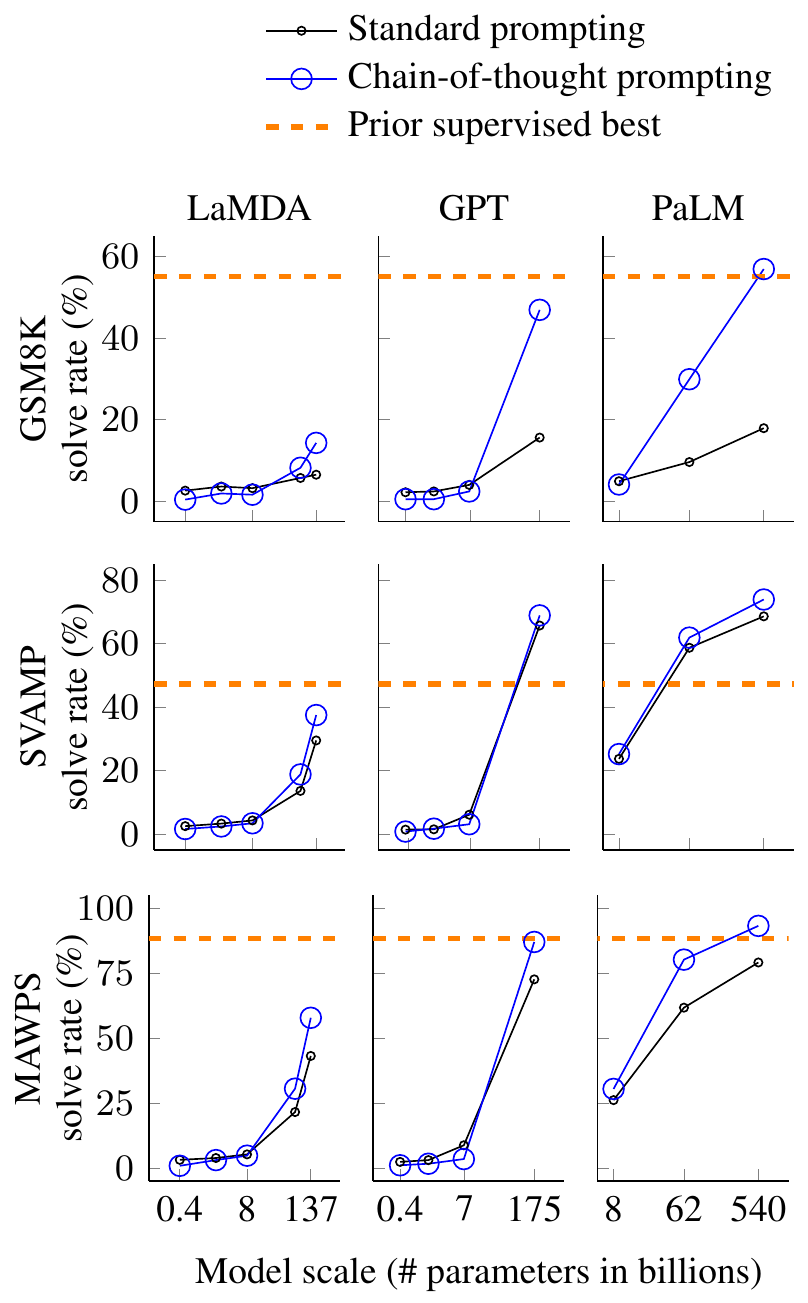 Standard prompting
Chain-of-thought prompting
Prior supervised best
LaMDA GPT PaLM
GSM8K
solve rate (%)
60
40
20
0
SVAMP
solve rate (%)
80
60
40
20
0
MAWPS
solve rate (%)
100
75
50
25
0
0.4 8 137 0.4 7 175 8 62 540
Model scale (# parameters in billions)